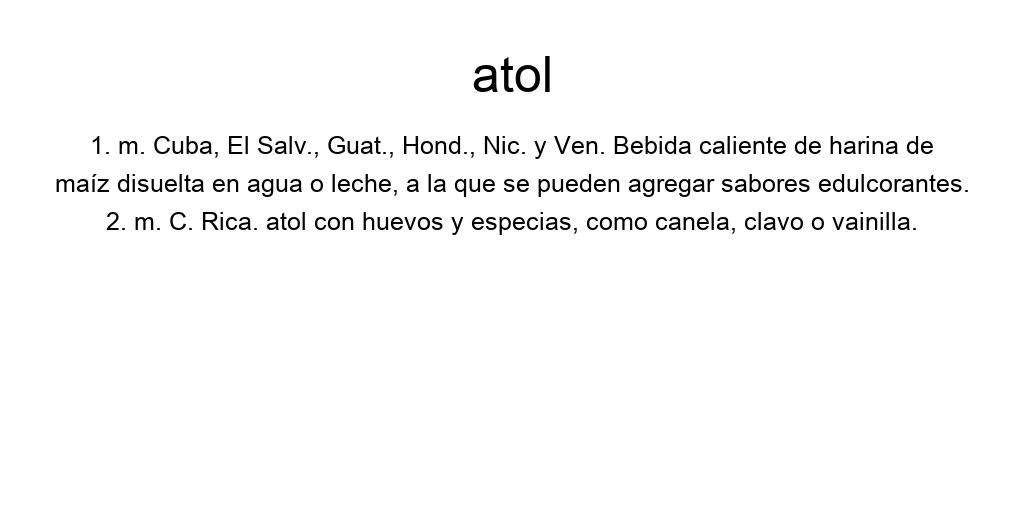 atol
1. m. Cuba, El Salv., Guat., Hond., Nic. y Ven. Bebida caliente de harina de
maíz disuelta en agua o leche, a la que se pueden agregar sabores edulcorantes.
2. m. C. Rica. atol con huevos y especias, como canela, clavo o vainilla.